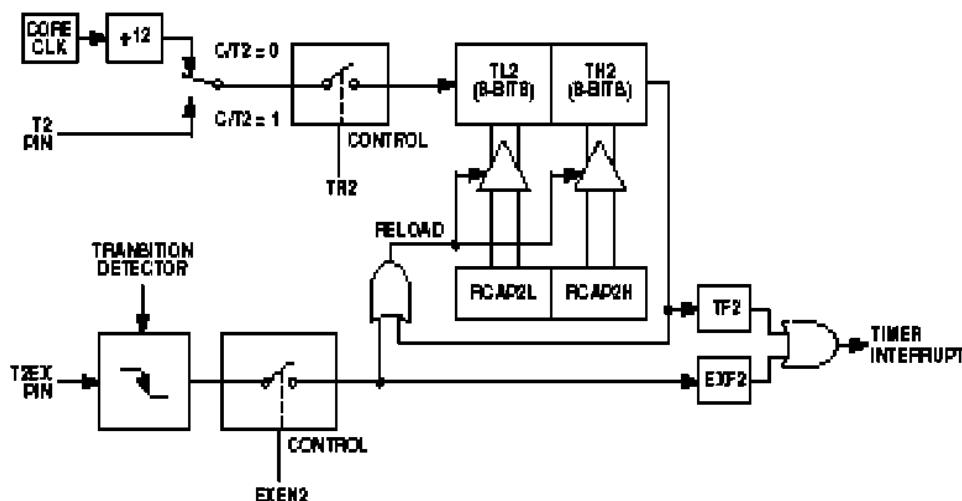 CORE
CLK
÷12
C/T2 = 0
C/T2 = 1
T2
PIN
CONTROL
TR2
TL2
(8-BITS)
TH2
(8-BITS)
RELOAD
TRANSITION
DETECTOR
RCAP2L
RCAP2H
TF2
TIMER
INTERRUPT
T2EX
PIN
EXF2
CONTROL
EXEN2